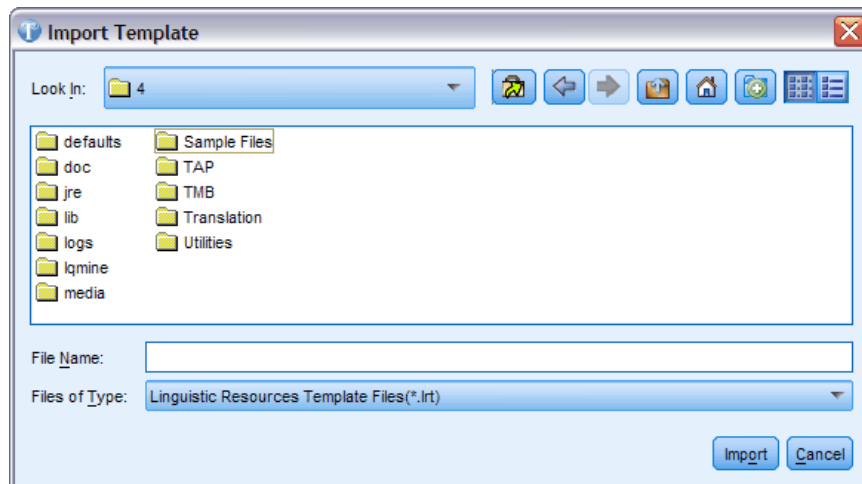 Import Template
Look In: 4
defaults
doc
jre
lib
logs
lqmine
media
Sample Files
TAP
TMB
Translation
Utilities
File Name:
Files of Type: Linguistic Resources Template Files(*.lrt)
Import Cancel